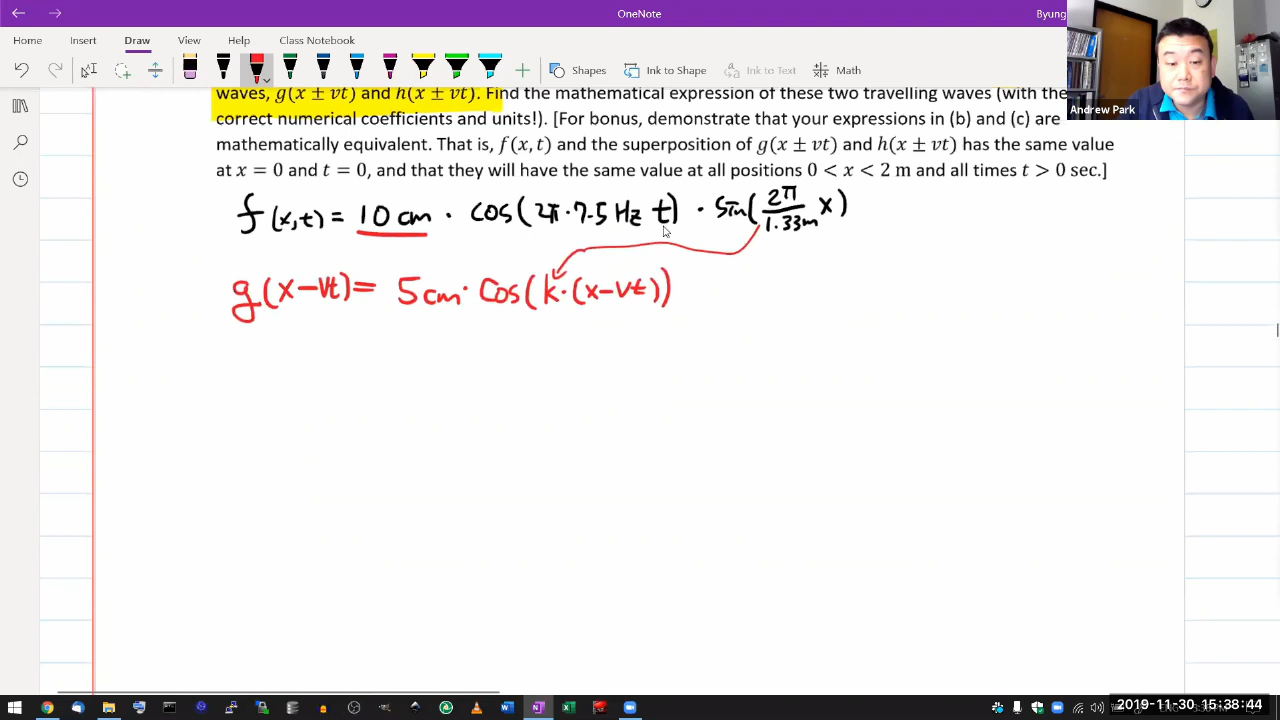 OneNote
Byung
Home Insert Draw View Help Class Notebook
Shapes Ink to Shape Ink to Text Math
Andrew Park
waves, g(x ± vt) and h(x ± vt). Find the mathematical expression of these two travelling waves (with the
correct numerical coefficients and units!). [For bonus, demonstrate that your expressions in (b) and (c) are
mathematically equivalent. That is, f(x, t) and the superposition of g(x ± vt) and h(x ± vt) has the same value
at x = 0 and t = 0, and that they will have the same value at all positions 0 < x < 2 m and all times t > 0 sec.]
f(x,t) = 10 cm · cos(2π·7.5 Hz t) · sin(2π/1.33m x)
g(x-vt) = 5cm· cos(k·(x-vt))
2019-11-30 15:38:44